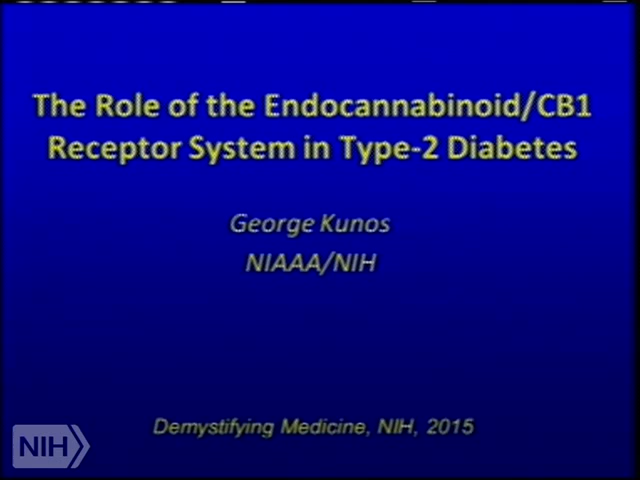 The Role of the Endocannabinoid/CB1
Receptor System in Type-2 Diabetes
George Kunos
NIAAA/NIH
Demystifying Medicine, NIH, 2015
NIH